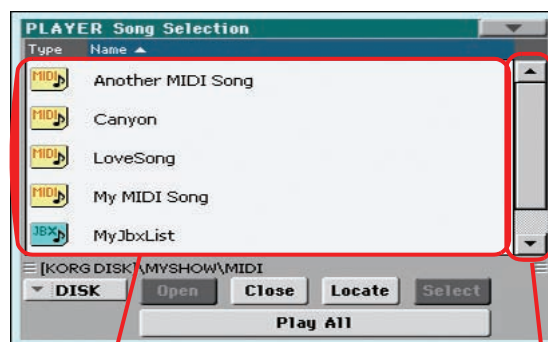 PLAYER Song Selection
Type Name
MIDI Another MIDI Song
MIDI Canyon
MIDI LoveSong
MIDI My MIDI Song
JBX MyJbxList
[KORG DISK]\MYSHOW\MIDI
DISK Open Close Locate Select
Play All